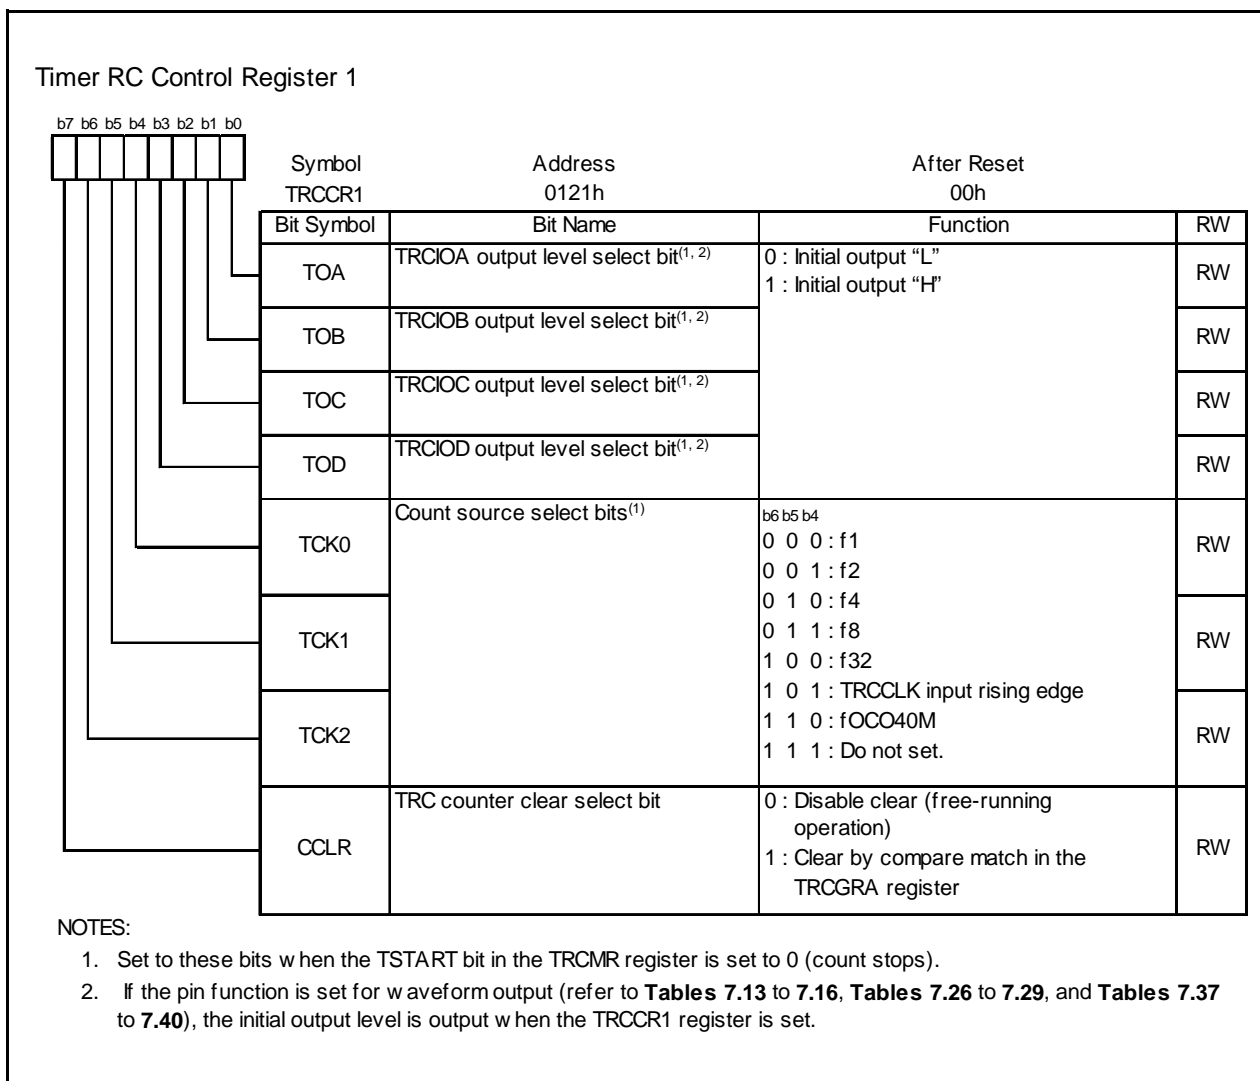 Timer RC Control Register 1
b7 b6 b5 b4 b3 b2 b1 b0
Symbol Address After Reset
TRCCR1 0121h 00h
Bit Symbol Bit Name Function RW
TOA TRCIOA output level select bit(1, 2) 0 : Initial output “L” RW
1 : Initial output “H”
TOB TRCIOB output level select bit(1, 2) RW
TOC TRCIOC output level select bit(1, 2) RW
TOD TRCIOD output level select bit(1, 2) RW
TCK0 Count source select bits(1) b6 b5 b4 RW
0 0 0 : f1
0 0 1 : f2
0 1 0 : f4
TCK1 0 1 1 : f8 RW
1 0 0 : f32
1 0 1 : TRCCLK input rising edge
TCK2 1 1 0 : fOCO40M RW
1 1 1 : Do not set.
CCLR TRC counter clear select bit 0 : Disable clear (free-running RW
operation)
1 : Clear by compare match in the
TRCGRA register
NOTES:
1. Set to these bits when the TSTART bit in the TRCMR register is set to 0 (count stops).
2. If the pin function is set for waveform output (refer to Tables 7.13 to 7.16, Tables 7.26 to 7.29, and Tables 7.37
to 7.40), the initial output level is output when the TRCCR1 register is set.